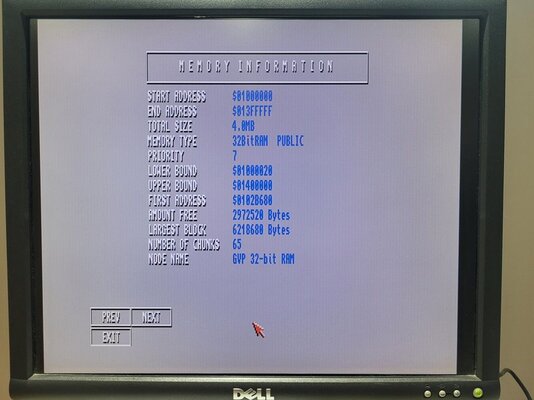 MEMORY INFORMATION
START ADDRESS $01000000
END ADDRESS $013FFFFF
TOTAL SIZE 4.0MB
MEMORY TYPE 32BitRAM PUBLIC
PRIORITY 7
LOWER BOUND $01000020
UPPER BOUND $01400000
FIRST ADDRESS $0102B680
AMOUNT FREE 2972520 Bytes
LARGEST BLOCK 6218680 Bytes
NUMBER OF CHUNKS 65
NODE NAME GVP 32-bit RAM
PREV NEXT
EXIT
DELL